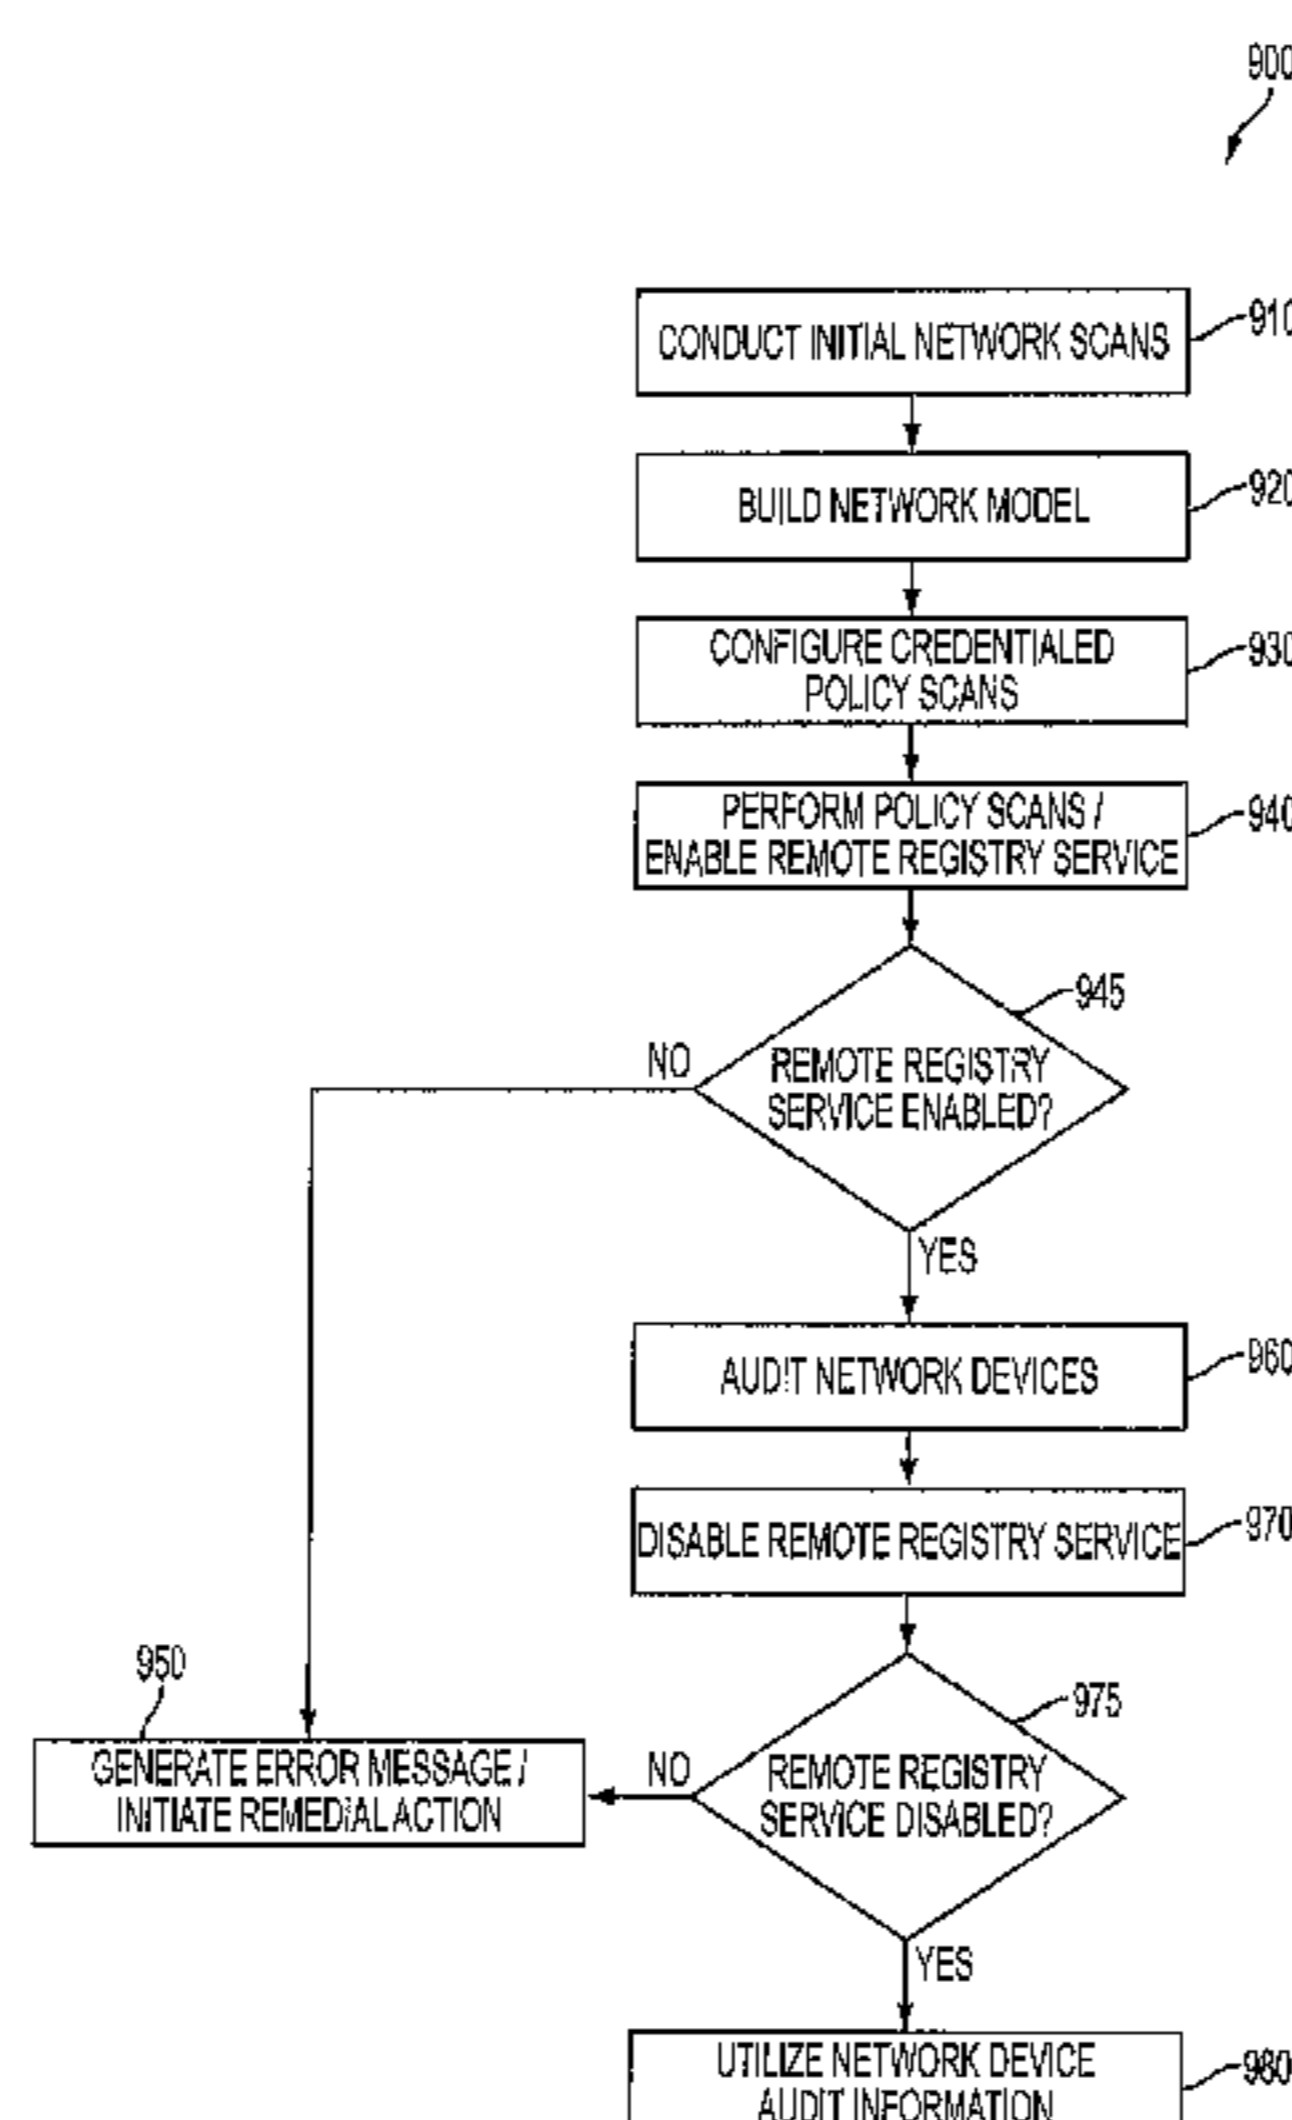 900
CONDUCT INITIAL NETWORK SCANS
910
BUILD NETWORK MODEL
920
CONFIGURE CREDENTIALED
POLICY SCANS
930
PERFORM POLICY SCANS /
ENABLE REMOTE REGISTRY SERVICE
940
945
NO
REMOTE REGISTRY
SERVICE ENABLED?
YES
AUDIT NETWORK DEVICES
960
DISABLE REMOTE REGISTRY SERVICE
970
950
975
GENERATE ERROR MESSAGE /
INITIATE REMEDIAL ACTION
NO
REMOTE REGISTRY
SERVICE DISABLED?
YES
UTILIZE NETWORK DEVICE
AUDIT INFORMATION
980